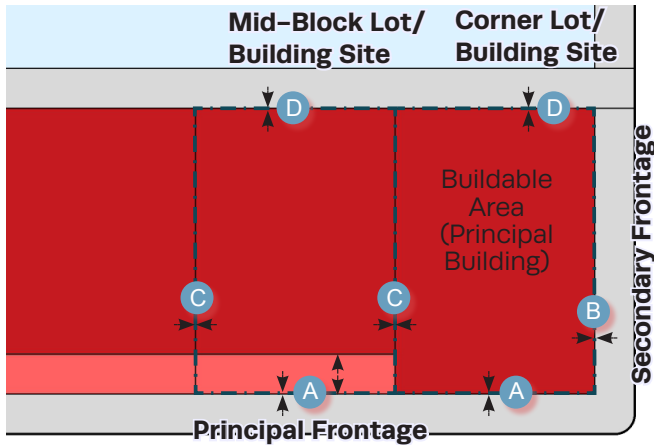 Mid-Block Lot/
Building Site
Corner Lot/
Building Site
D
D
Buildable
Area
(Principal
Building)
C
C
B
Secondary Frontage
A
A
Principal Frontage